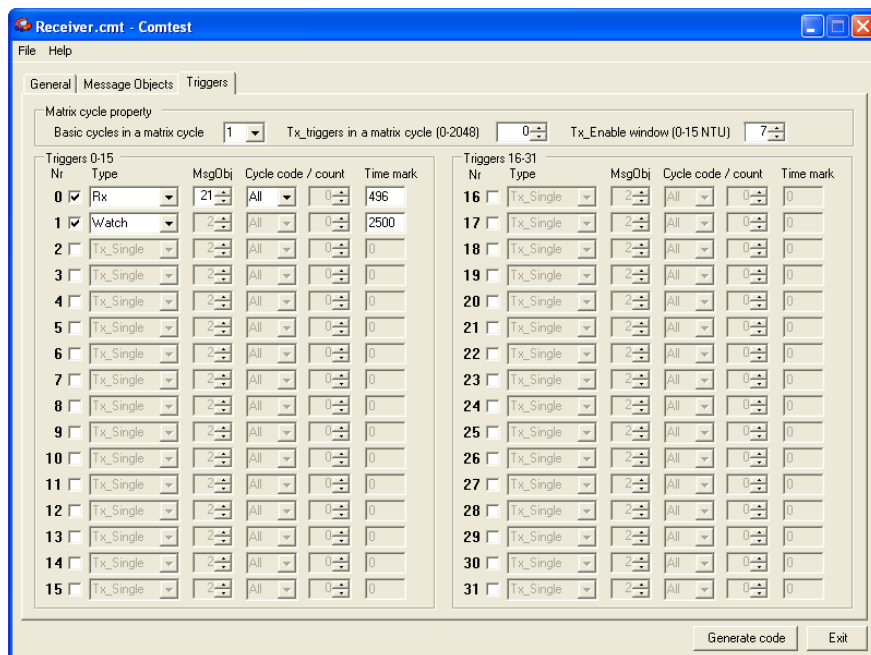 Receiver.cmt - Comtest
File Help
General Message Objects Triggers
Matrix cycle property
Basic cycles in a matrix cycle 1 Tx_triggers in a matrix cycle (0-2048) 0 Tx_Enable window (0-15 NTU) 7
Triggers 0-15
Nr Type MsgObj Cycle code / count Time mark
0 Rx 21 All 0 496
1 Watch 2 All 0 2500
2 Tx_Single 2 All 0 0
3 Tx_Single 2 All 0 0
4 Tx_Single 2 All 0 0
5 Tx_Single 2 All 0 0
6 Tx_Single 2 All 0 0
7 Tx_Single 2 All 0 0
8 Tx_Single 2 All 0 0
9 Tx_Single 2 All 0 0
10 Tx_Single 2 All 0 0
11 Tx_Single 2 All 0 0
12 Tx_Single 2 All 0 0
13 Tx_Single 2 All 0 0
14 Tx_Single 2 All 0 0
15 Tx_Single 2 All 0 0
Triggers 16-31
Nr Type MsgObj Cycle code / count Time mark
16 Tx_Single 2 All 0 0
17 Tx_Single 2 All 0 0
18 Tx_Single 2 All 0 0
19 Tx_Single 2 All 0 0
20 Tx_Single 2 All 0 0
21 Tx_Single 2 All 0 0
22 Tx_Single 2 All 0 0
23 Tx_Single 2 All 0 0
24 Tx_Single 2 All 0 0
25 Tx_Single 2 All 0 0
26 Tx_Single 2 All 0 0
27 Tx_Single 2 All 0 0
28 Tx_Single 2 All 0 0
29 Tx_Single 2 All 0 0
30 Tx_Single 2 All 0 0
31 Tx_Single 2 All 0 0
Generate code Exit